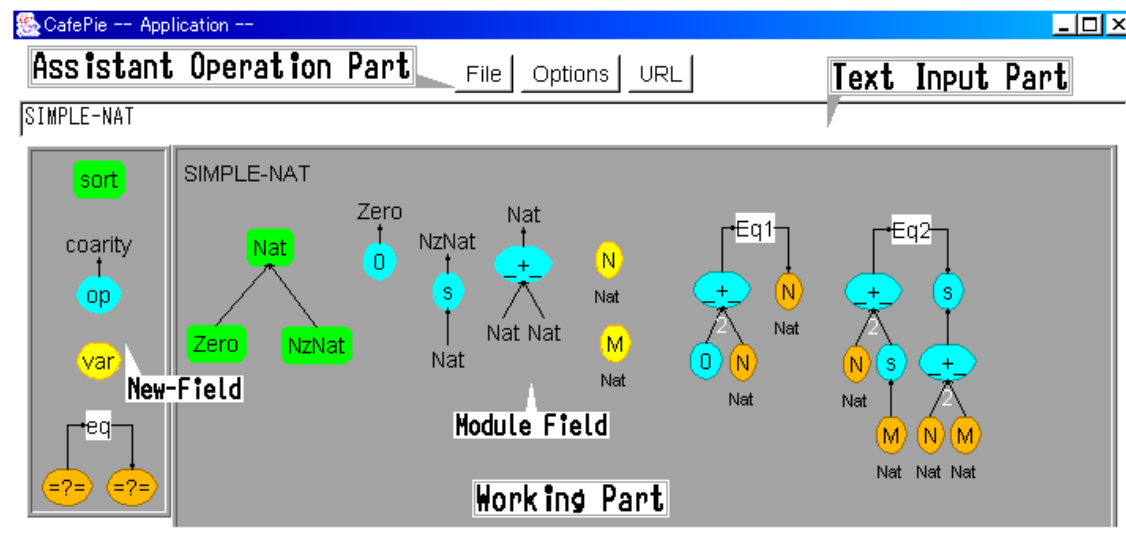 CafePie -- Application --
Assistant Operation Part
File Options URL
Text Input Part
SIMPLE-NAT
sort
coarity
op
var
New-Field
eq
=?= =?=
SIMPLE-NAT
Nat
Zero NzNat
Zero
0
NzNat
s
Nat
Nat
_+_
Nat Nat
N
Nat
M
Nat
Eq1
_+_ N
2 Nat
0 N
Nat
Eq2
_+_ s
2
N s _+_
Nat 2
M N M
Nat Nat Nat
Module Field
Working Part